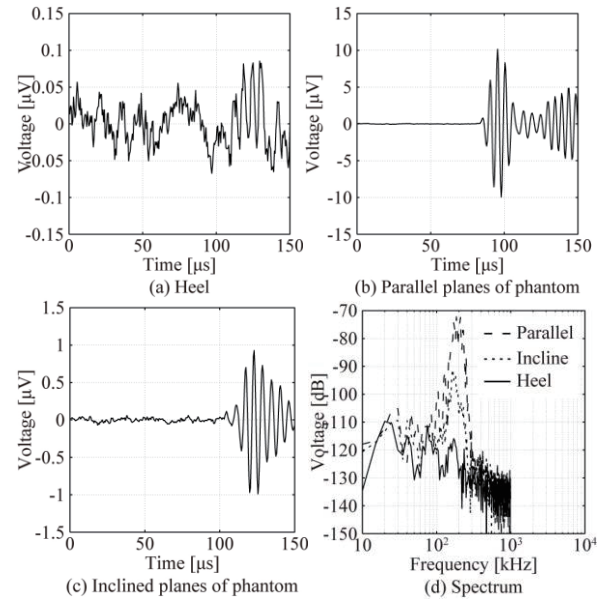 0.15
0.1
0.05
0
-0.05
-0.1
-0.15
Voltage [μV]
0 50 100 150
Time [μs]
(a) Heel
15
10
5
0
-5
-10
-15
Voltage [μV]
0 50 100 150
Time [μs]
(b) Parallel planes of phantom
1.5
1
0.5
0
-0.5
-1
-1.5
Voltage [μV]
0 50 100 150
Time [μs]
(c) Inclined planes of phantom
-70
-80
-90
-100
-110
-120
-130
-140
-150
Voltage [dB]
Parallel
Incline
Heel
10 10² 10³ 10⁴
Frequency [kHz]
(d) Spectrum